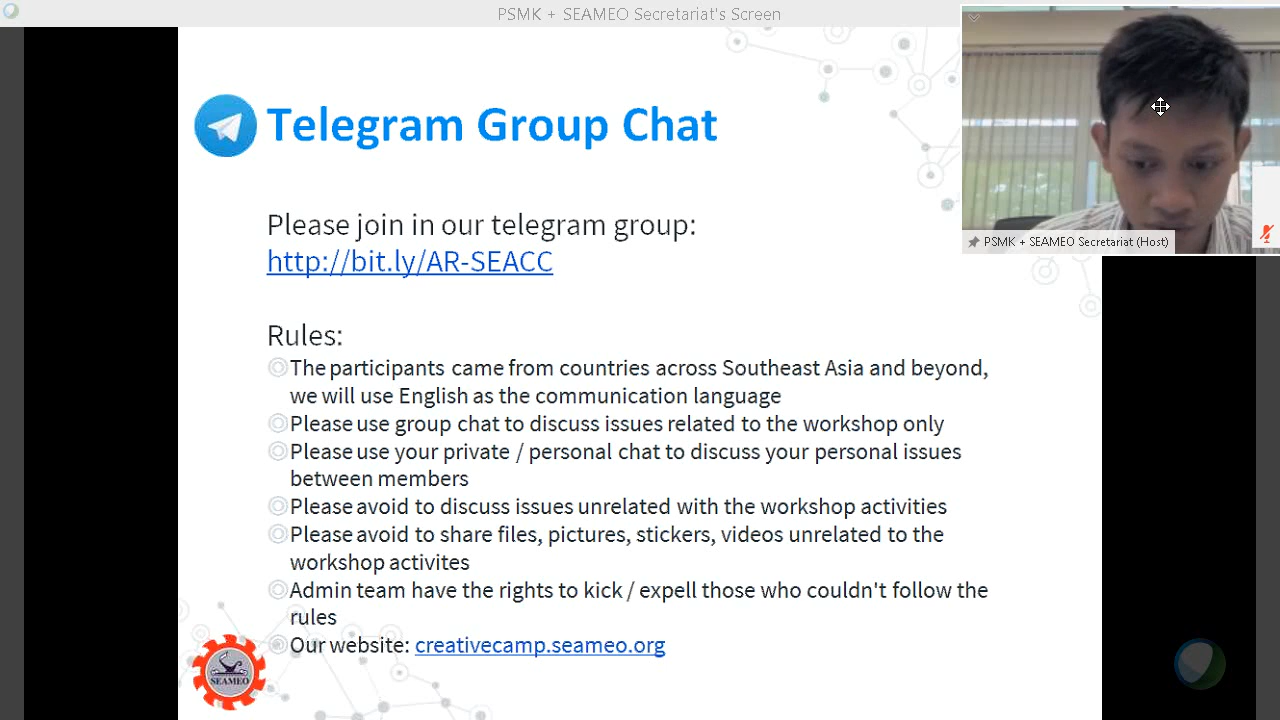 PSMK + SEAMEO Secretariat's Screen
Telegram Group Chat
PSMK + SEAMEO Secretariat (Host)
Please join in our telegram group:
http://bit.ly/AR-SEACC
Rules:
The participants came from countries across Southeast Asia and beyond,
we will use English as the communication language
Please use group chat to discuss issues related to the workshop only
Please use your private / personal chat to discuss your personal issues
between members
Please avoid to discuss issues unrelated with the workshop activities
Please avoid to share files, pictures, stickers, videos unrelated to the
workshop activites
Admin team have the rights to kick / expell those who couldn't follow the
rules
Our website: creativecamp.seameo.org
SEAMEO